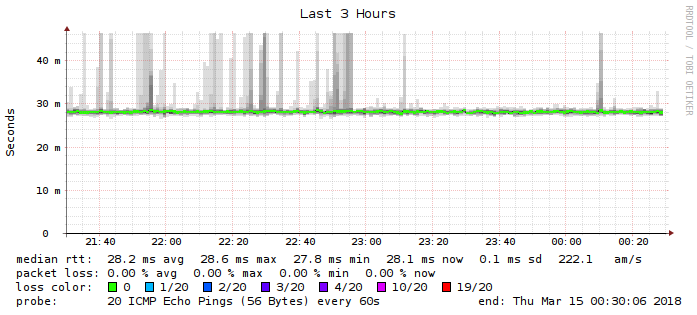 Last 3 Hours
RRDTOOL / TOBI OETIKER
Seconds
40 m
30 m
20 m
10 m
0
21:40 22:00 22:20 22:40 23:00 23:20 23:40 00:00 00:20
median rtt: 28.2 ms avg 28.6 ms max 27.8 ms min 28.1 ms now 0.1 ms sd 222.1 am/s
packet loss: 0.00 % avg 0.00 % max 0.00 % min 0.00 % now
loss color: 0 1/20 2/20 3/20 4/20 10/20 19/20
probe: 20 ICMP Echo Pings (56 Bytes) every 60s end: Thu Mar 15 00:30:06 2018